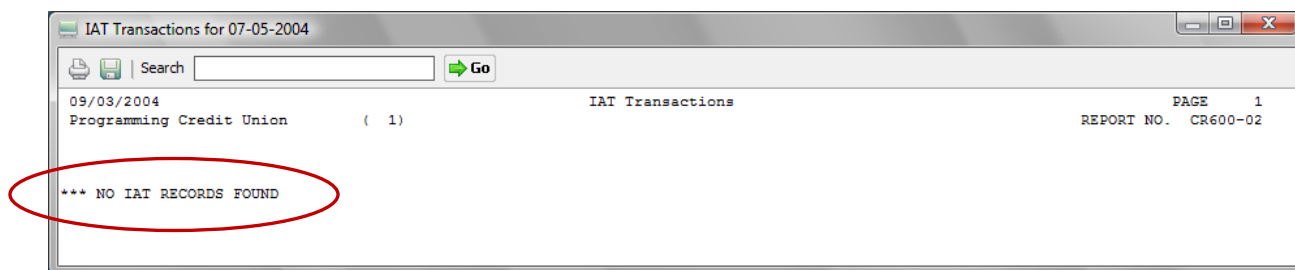 IAT Transactions for 07-05-2004
Search Go
09/03/2004 IAT Transactions PAGE 1
Programming Credit Union ( 1) REPORT NO. CR600-02
*** NO IAT RECORDS FOUND